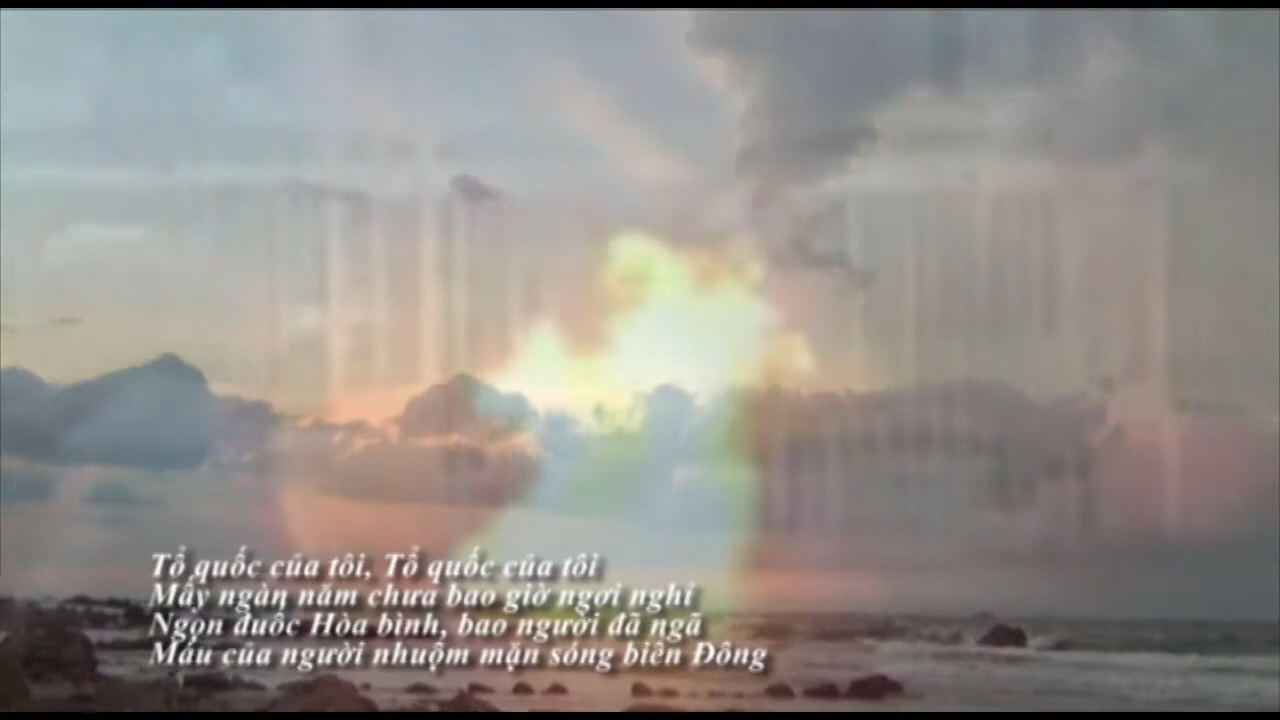 Tổ quốc của tôi, Tổ quốc của tôi
Mấy ngàn năm chưa bao giờ ngơi nghỉ
Ngọn đuốc Hòa bình, bao người đã ngã
Máu của người nhuộm mặn sóng biển Đông